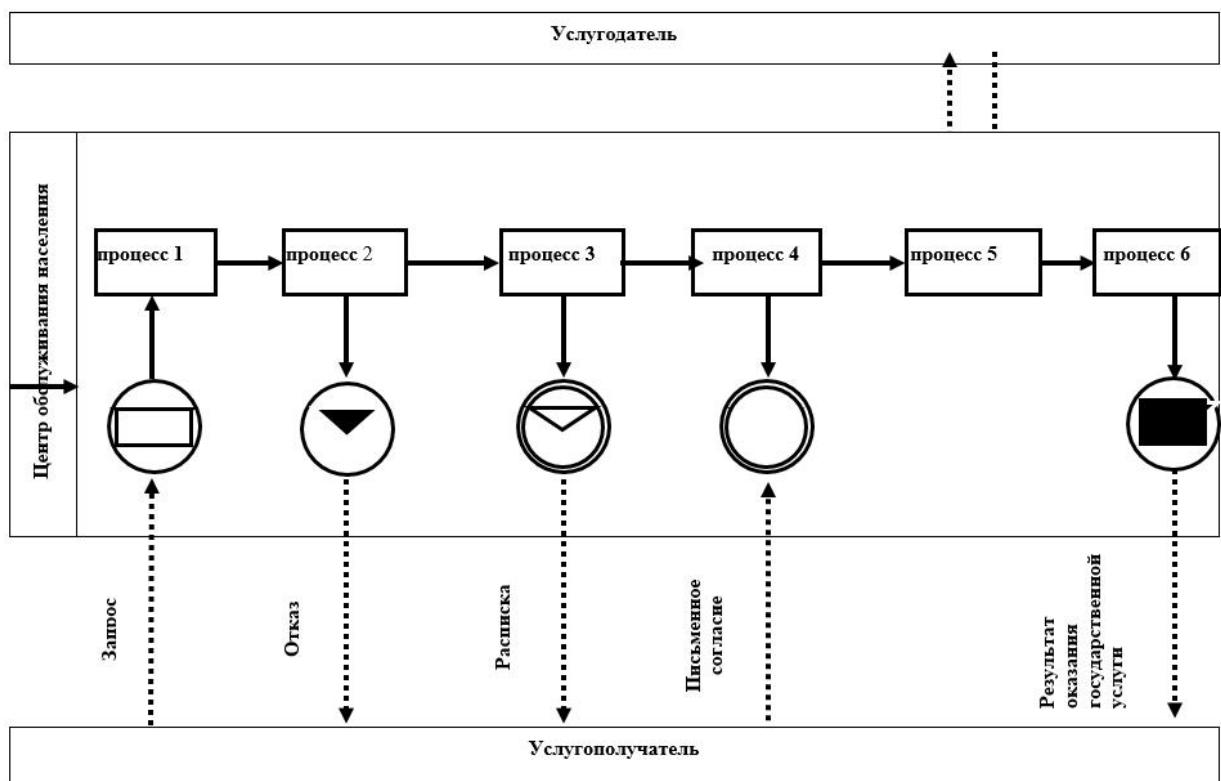 Услугодатель
Центр обслуживания населения
процесс 1
процесс 2
процесс 3
процесс 4
процесс 5
процесс 6
Запрос
Отказ
Расписка
Письменное
согласие
Результат
оказания
государственной
услуги
Услугополучатель